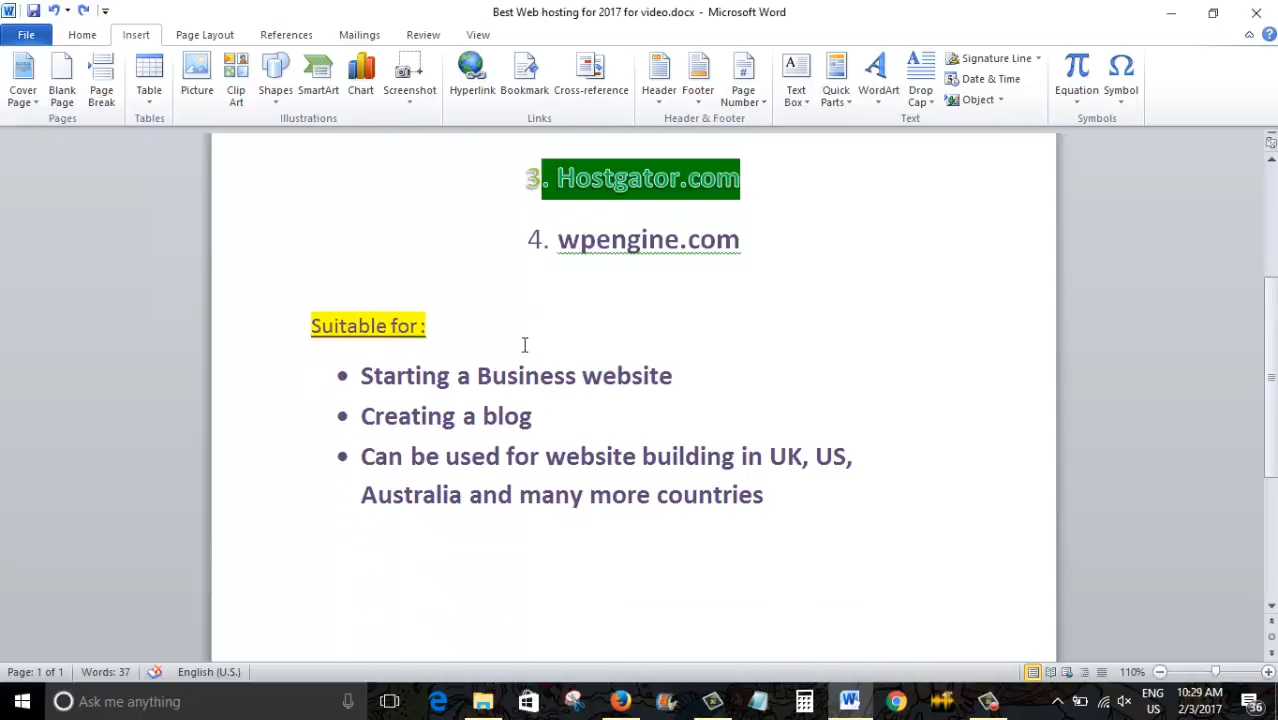 Best Web hosting for 2017 for video.docx - Microsoft Word
File Home Insert Page Layout References Mailings Review View
Cover Page Blank Page Page Break Table Picture Clip Art Shapes SmartArt Chart Screenshot Hyperlink Bookmark Cross-reference Header Footer Page Number Text Box Quick Parts WordArt Drop Cap Signature Line Date & Time Object Equation Symbol
Pages Tables Illustrations Links Header & Footer Text Symbols
3. Hostgator.com
4. wpengine.com
Suitable for :
• Starting a Business website
• Creating a blog
• Can be used for website building in UK, US,
Australia and many more countries
Page: 1 of 1 Words: 37 English (U.S.) 110%
Ask me anything
ENG 10:29 AM
US 2/3/2017 36